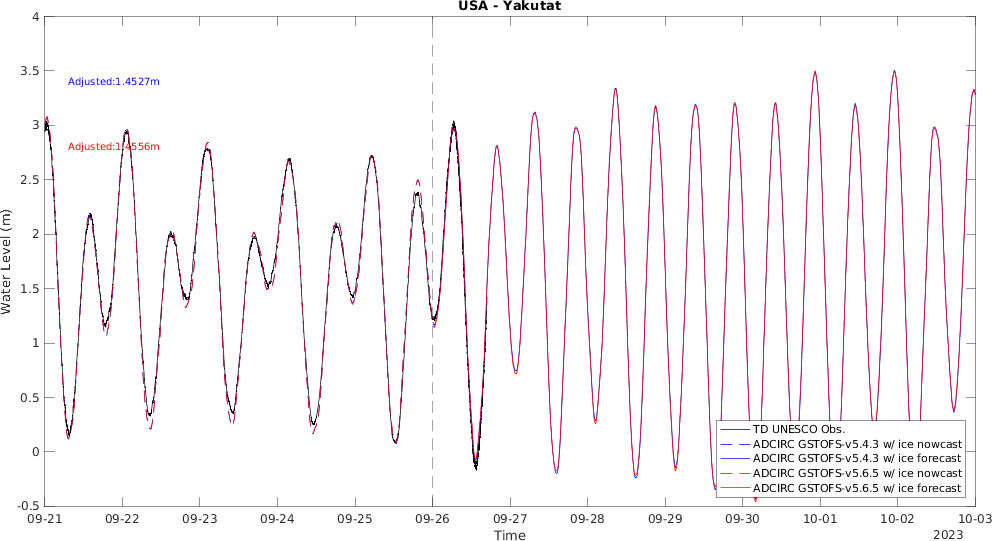 USA - Yakutat
4
3.5
3
2.5
2
1.5
1
0.5
0
-0.5
Water Level (m)
Adjusted:1.4527m
Adjusted:1.4556m
TD UNESCO Obs.
ADCIRC GSTOFS-v5.4.3 w/ ice nowcast
ADCIRC GSTOFS-v5.4.3 w/ ice forecast
ADCIRC GSTOFS-v5.6.5 w/ ice nowcast
ADCIRC GSTOFS-v5.6.5 w/ ice forecast
09-21 09-22 09-23 09-24 09-25 09-26 09-27 09-28 09-29 09-30 10-01 10-02 10-03
Time
2023